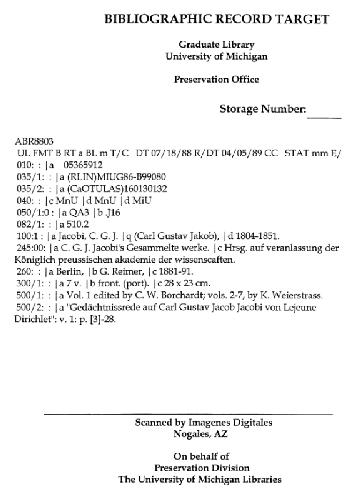 BIBLIOGRAPHIC RECORD TARGET
Graduate Library
University of Michigan
Preservation Office
Storage Number:
ABR8803
UL FMT B RT a BL m T/C DT 07/18/88 R/DT 04/05/89 CC STAT mm E/
010: : |a 05365912
035/1: : |a (RLIN)MIUG86-B99080
035/2: : |a (CaOTULAS)160130132
040: : |c MnU |d MnU |d MiU
050/1:0 : |a QA3 |b .J16
082/1: : |a 510.2
100:1 : |a Jacobi, C. G. J. |q (Carl Gustav Jakob), |d 1804-1851.
245:00: |a C. G. J. Jacobi's Gesammelte werke. |c Hrsg. auf veranlassung der
Königlich preussischen akademie der wissenscaften.
260: : |a Berlin, |b G. Reimer, |c 1881-91.
300/1: : |a 7 v. |b front. (port). |c 28 x 23 cm.
500/1: : |a Vol. 1 edited by C. W. Borchardt; vols. 2-7, by K. Weierstrass.
500/2: : |a "Gedächtnissrede auf Carl Gustav Jacob Jacobi von Lejeune
Dirichlet": v. 1: p. [3]-28.
Scanned by Imagenes Digitales
Nogales, AZ
On behalf of
Preservation Division
The University of Michigan Libraries